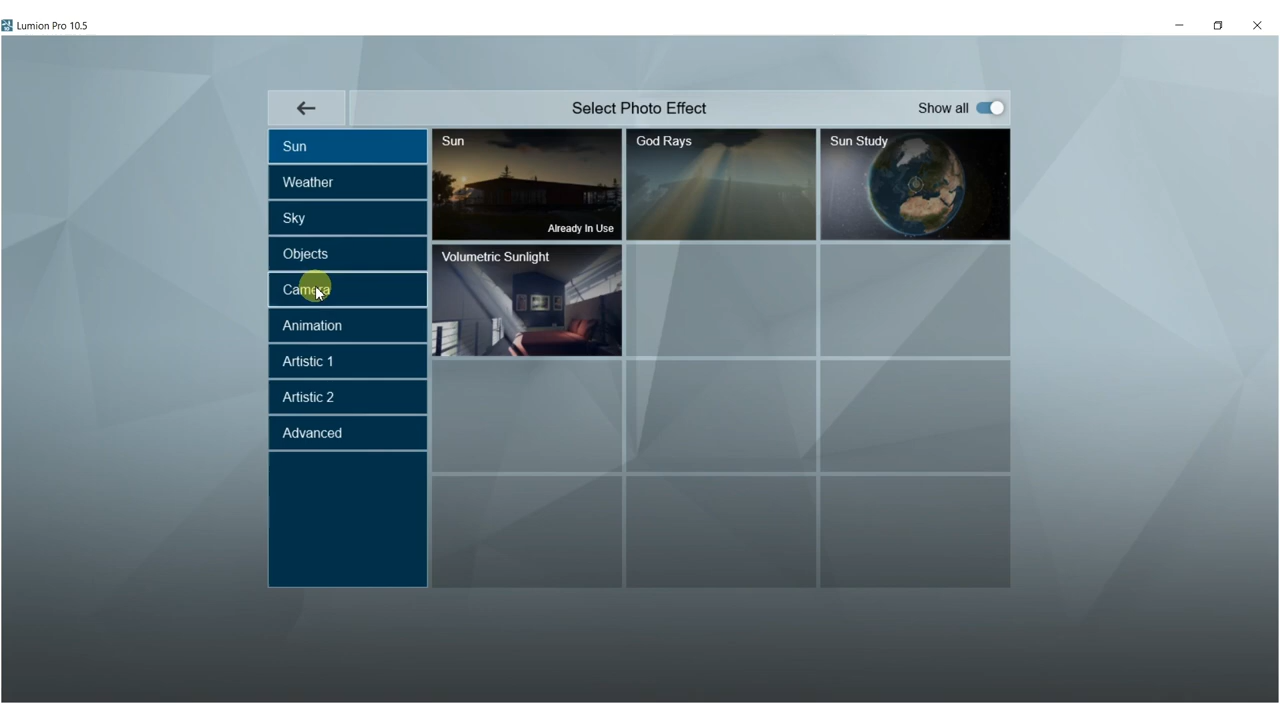 Lumion Pro 10.5
Select Photo Effect
Show all
Sun
Weather
Sky
Objects
Camera
Animation
Artistic 1
Artistic 2
Advanced
Sun
Already In Use
God Rays
Sun Study
Volumetric Sunlight